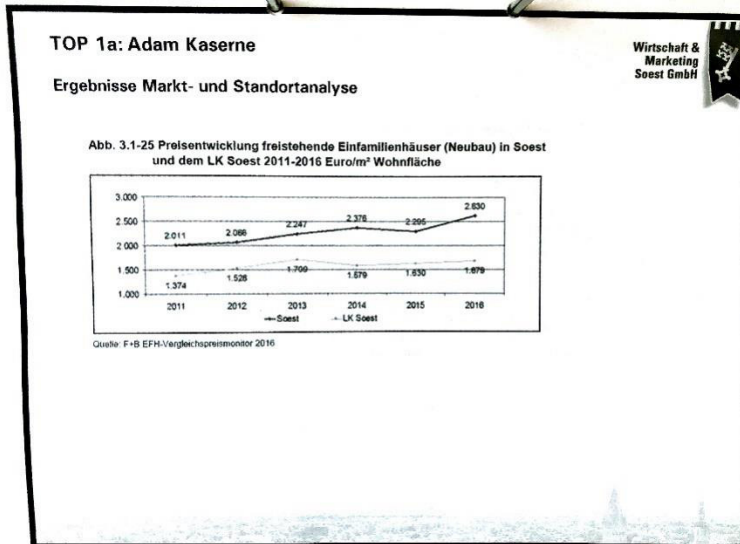 TOP 1a: Adam Kaserne
Wirtschaft &
Marketing
Soest GmbH
Ergebnisse Markt- und Standortanalyse
Abb. 3.1-25 Preisentwicklung freistehende Einfamilienhäuser (Neubau) in Soest
und dem LK Soest 2011-2016 Euro/m² Wohnfläche
3.000
2.500
2.000
1.500
1.000
2.011 2.066 2.247 2.376 2.295 2.630
1.374 1.526 1.709 1.579 1.630 1.679
2011 2012 2013 2014 2015 2016
Soest LK Soest
Quelle: F+B EFH-Vergleichspreismonitor 2016